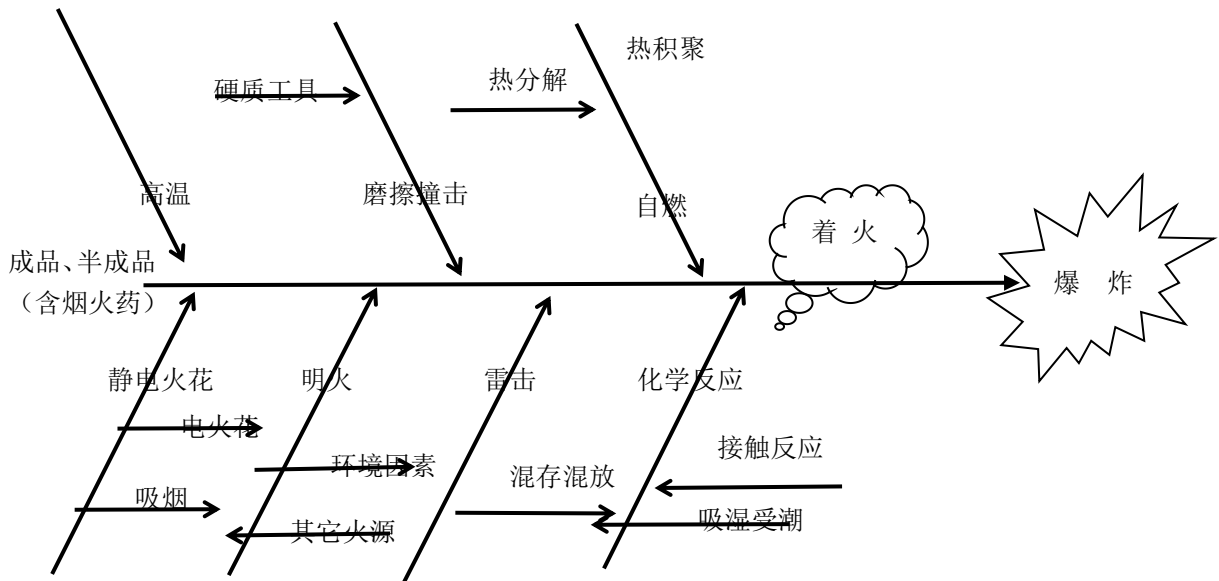 热积聚
热分解
硬质工具
高温
磨擦撞击
自燃
着 火
成品、半成品
（含烟火药）
爆 炸
静电火花
明火
雷击
化学反应
电火花
接触反应
环境因素
混存混放
吸烟
吸湿受潮
其它火源